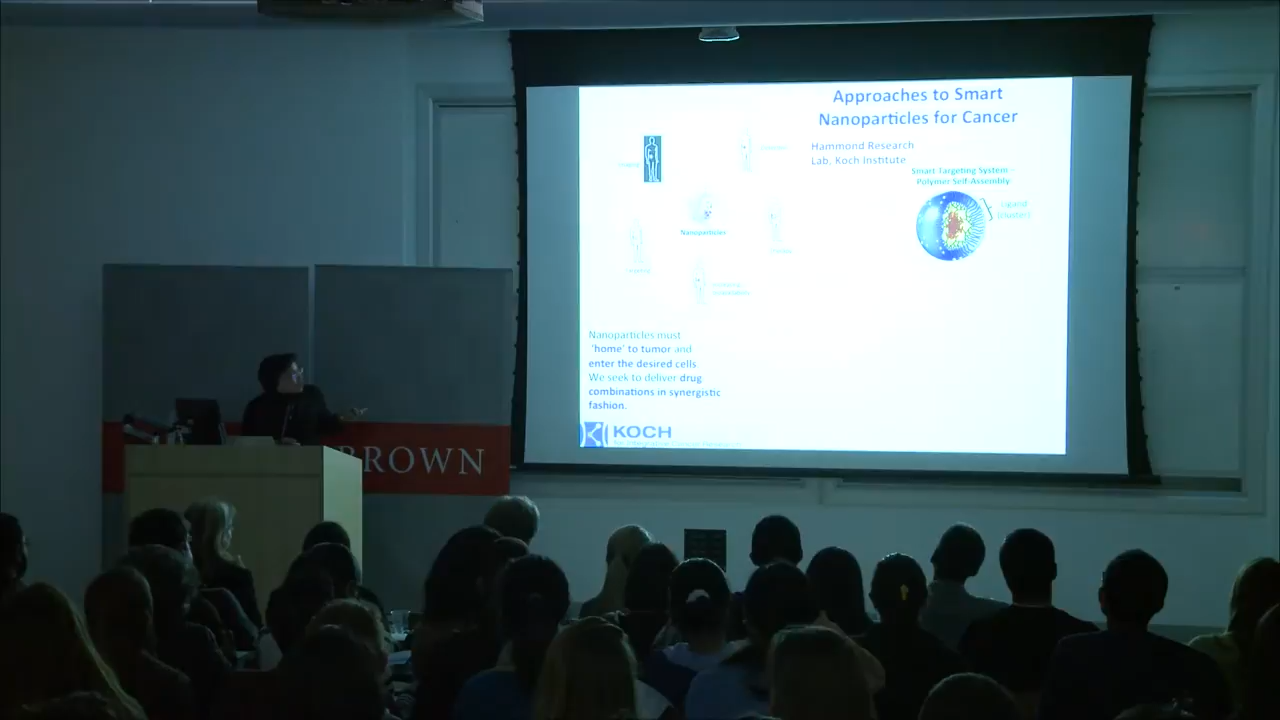 Approaches to Smart
Nanoparticles for Cancer
Hammond Research
Lab, Koch Institute
Smart Targeting System –
Polymer Self-Assembly:
Ligand
(cluster)
Nanoparticles
Nanoparticles must
‘home’ to tumor and
enter the desired cells
We seek to deliver drug
combinations in synergistic
fashion.
KOCH
BROWN